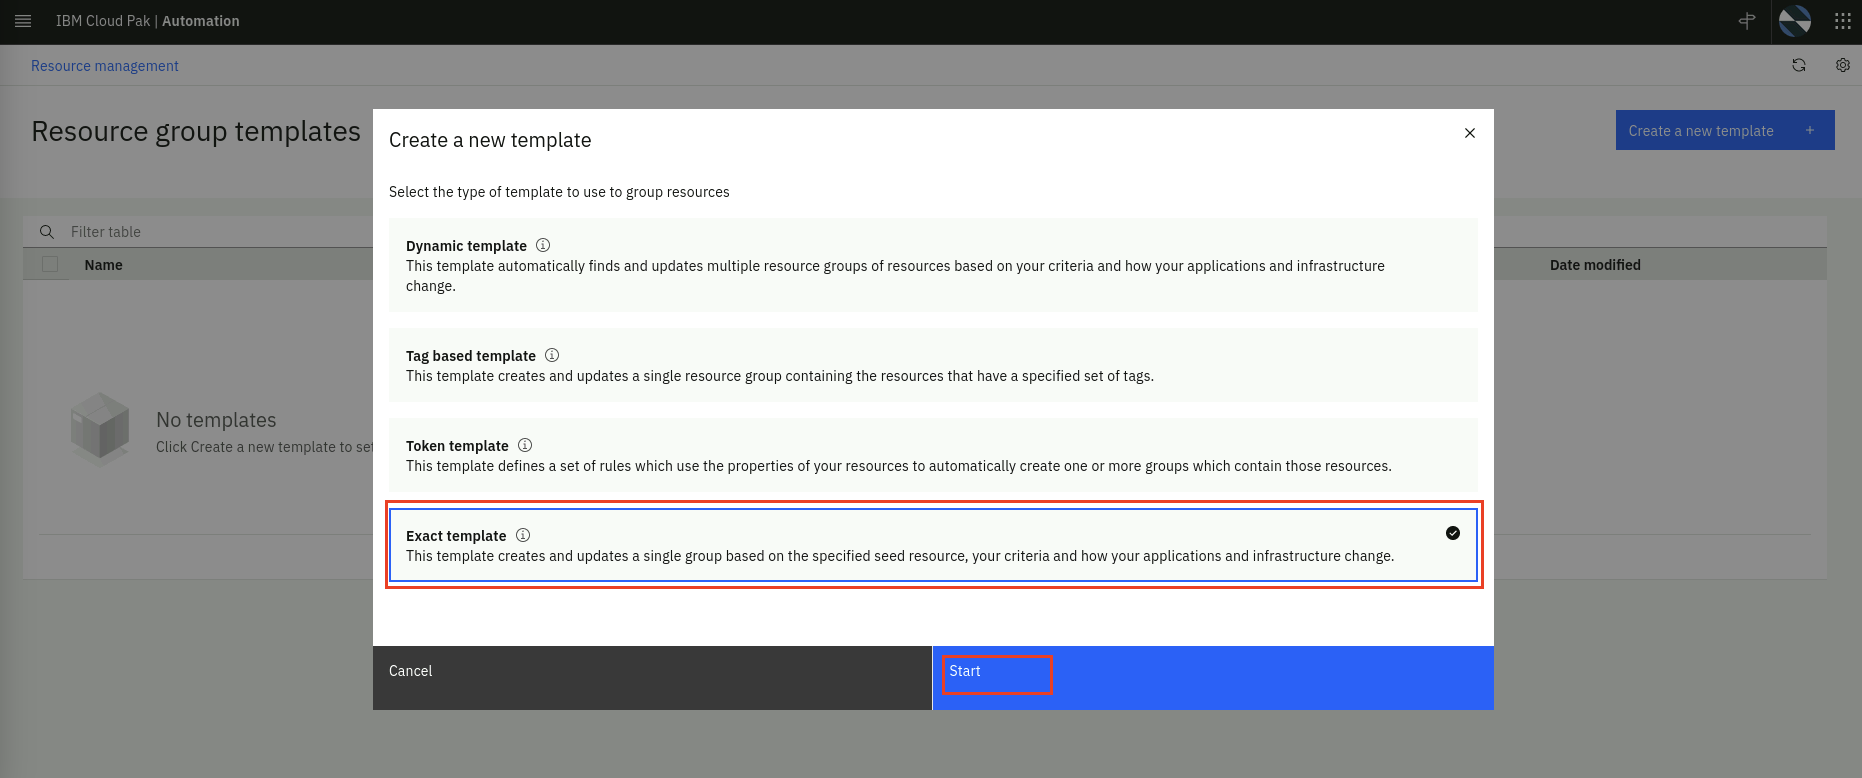 IBM Cloud Pak | Automation
Resource management
Resource group templates
Create a new template +
Filter table
Name
Date modified
No templates
Click Create a new template to set
Create a new template
Select the type of template to use to group resources
Dynamic template
This template automatically finds and updates multiple resource groups of resources based on your criteria and how your applications and infrastructure
change.
Tag based template
This template creates and updates a single resource group containing the resources that have a specified set of tags.
Token template
This template defines a set of rules which use the properties of your resources to automatically create one or more groups which contain those resources.
Exact template
This template creates and updates a single group based on the specified seed resource, your criteria and how your applications and infrastructure change.
Cancel
Start